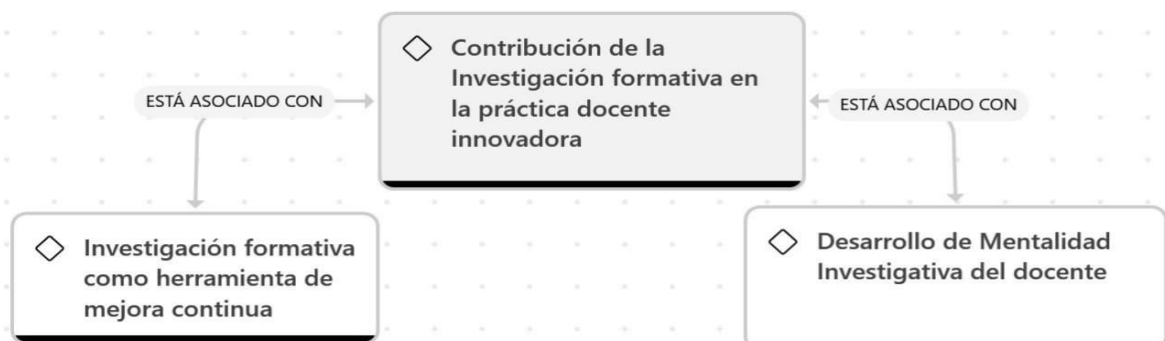 Contribución de la
Investigación formativa en
la práctica docente
innovadora
ESTÁ ASOCIADO CON
ESTÁ ASOCIADO CON
Investigación formativa
como herramienta de
mejora continua
Desarrollo de Mentalidad
Investigativa del docente